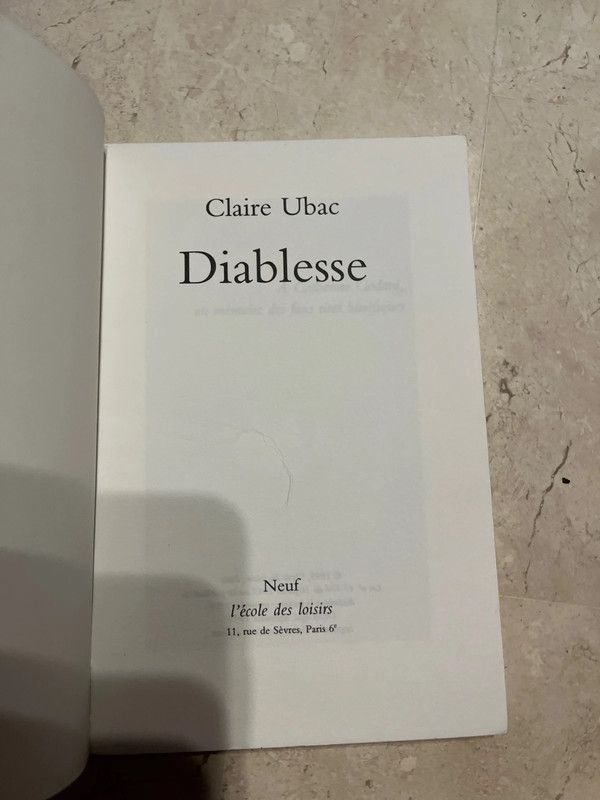 Claire Ubac
Diablesse
Neuf
l'école des loisirs
11, rue de Sèvres, Paris 6e